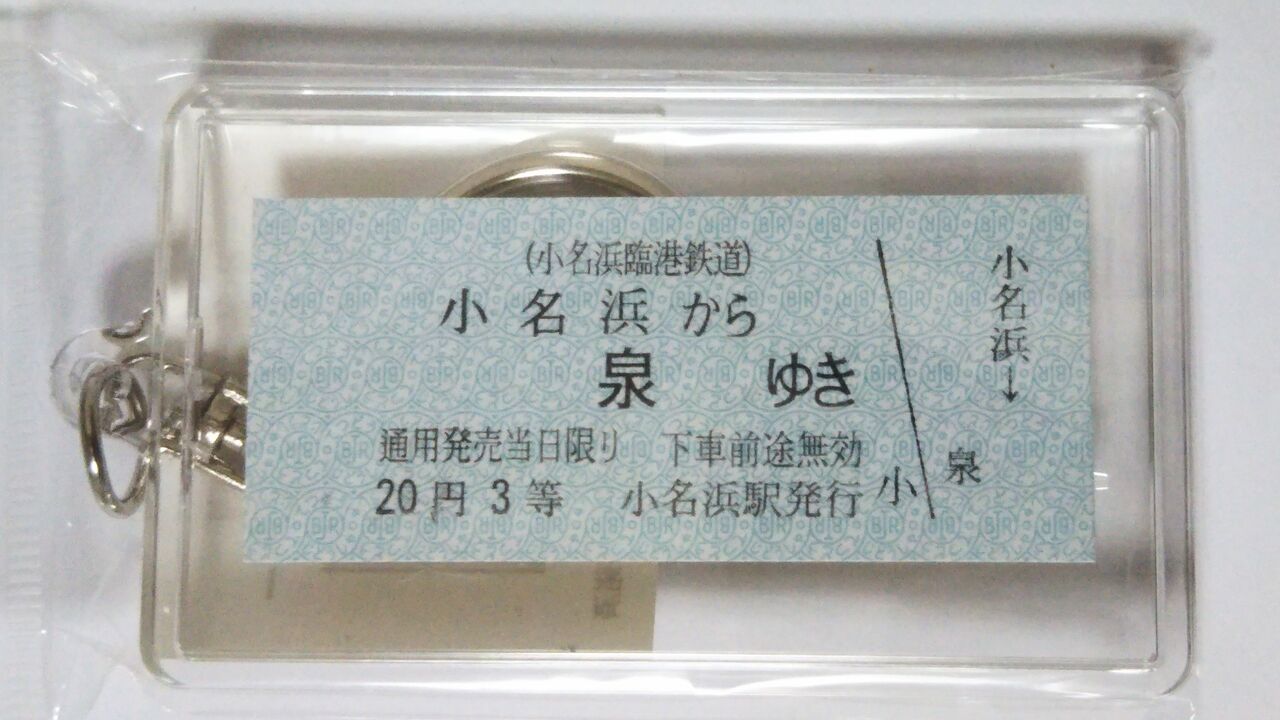 (小名浜臨港鉄道)
小名浜から
泉 ゆき
通用発売当日限り 下車前途無効
20円 3等 小名浜駅発行
小
小名浜→
泉